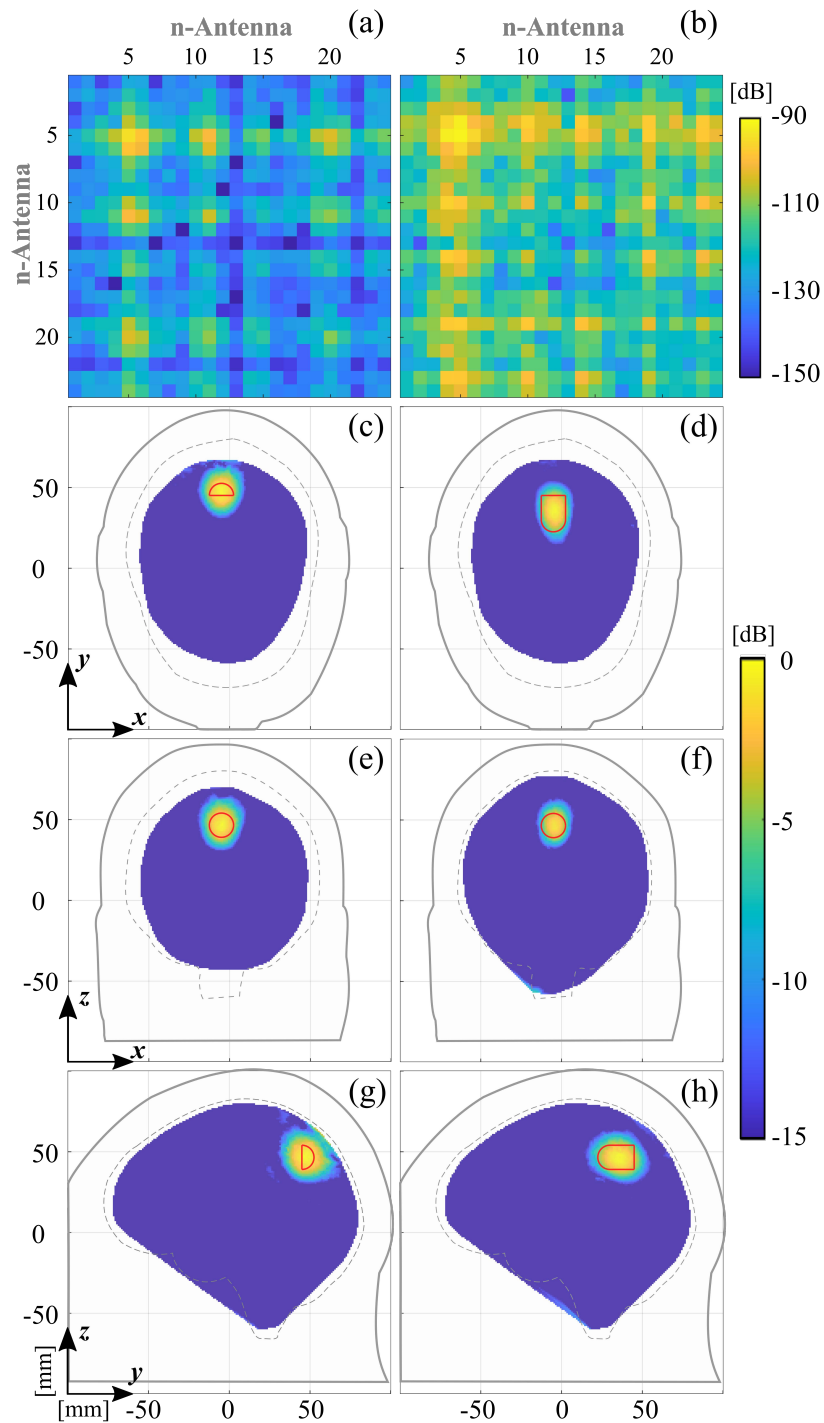 n-Antenna (a) n-Antenna (b)
5 10 15 20 5 10 15 20
[dB]
-90
-110
-130
-150
n-Antenna
5
10
15
20
(c) (d)
50
0
-50
y
x
[dB]
0
-5
-10
-15
(e) (f)
50
0
-50
z
x
(g) (h)
50
0
-50
z
y
[mm]
[mm] -50 0 50 -50 0 50